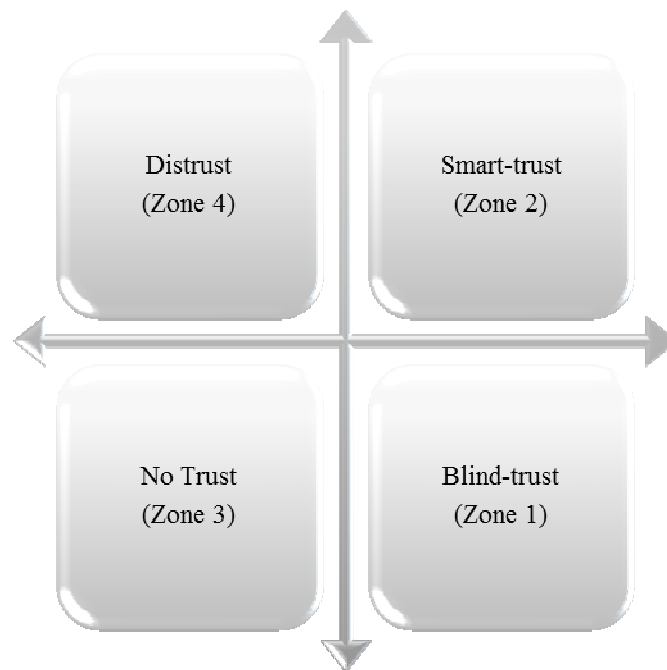 Distrust
(Zone 4)
Smart-trust
(Zone 2)
No Trust
(Zone 3)
Blind-trust
(Zone 1)